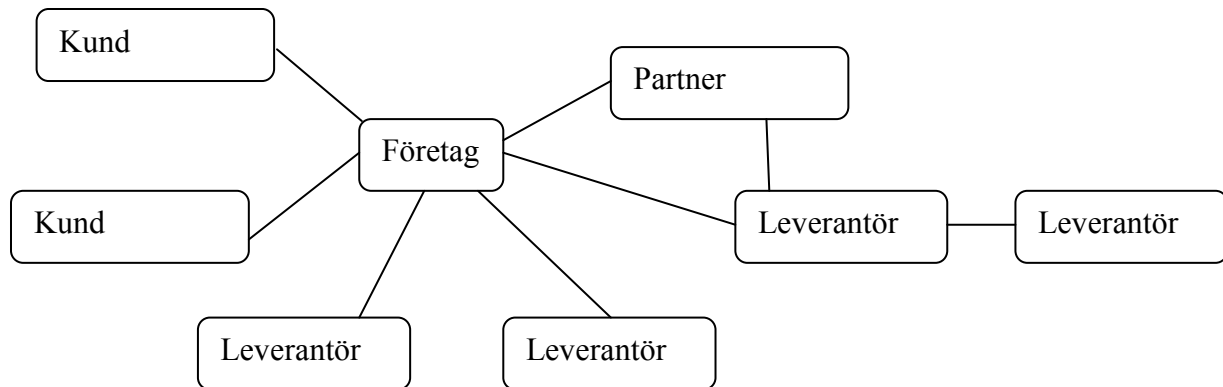 Kund
Partner
Företag
Kund
Leverantör
Leverantör
Leverantör
Leverantör